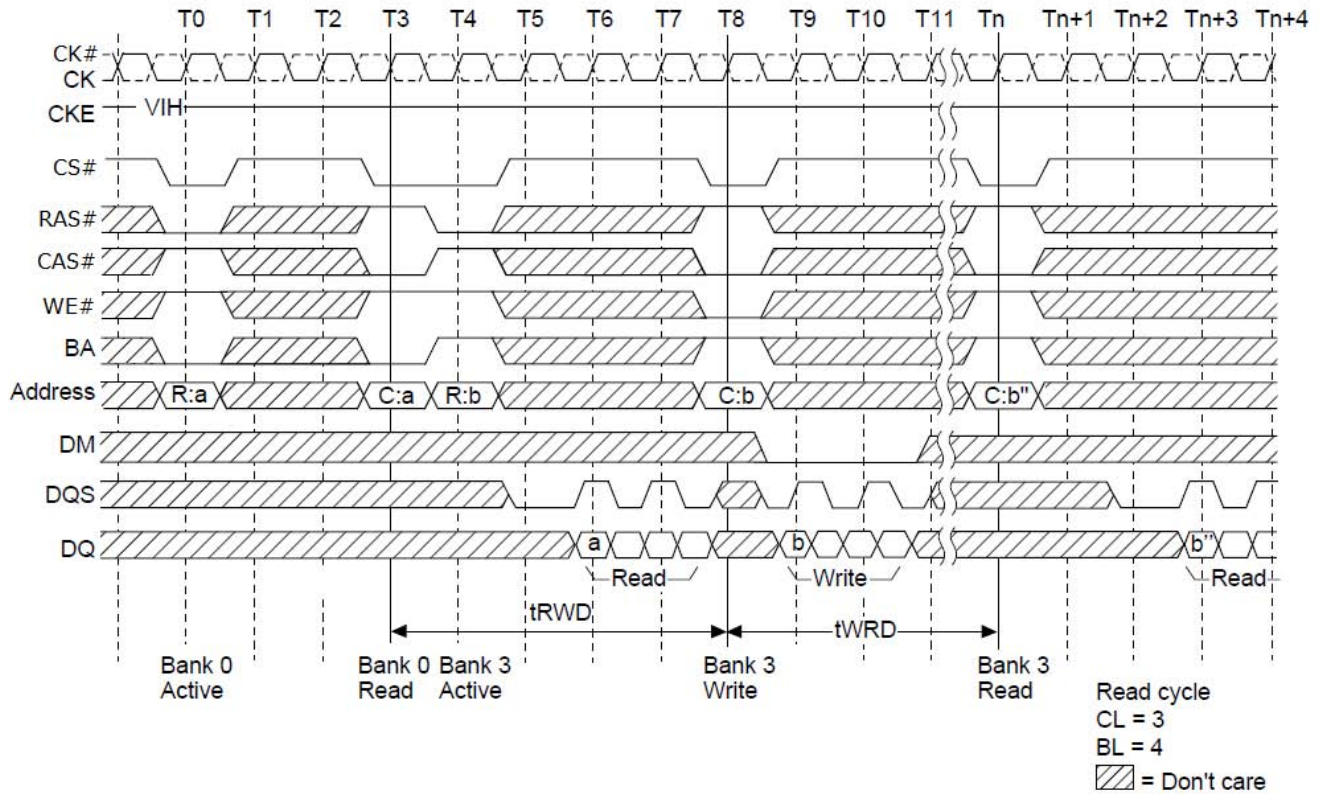 T0 T1 T2 T3 T4 T5 T6 T7 T8 T9 T10 T11 Tn Tn+1 Tn+2 Tn+3 Tn+4
CK#
CK
CKE VIH
CS#
RAS#
CAS#
WE#
BA
Address R:a C:a R:b C:b C:b"
DM
DQS
DQ a b b''
Read Write Read
tRWD tWRD
Bank 0 Bank 0 Bank 3 Bank 3 Bank 3
Active Read Active Write Read
Read cycle
CL = 3
BL = 4
= Don't care